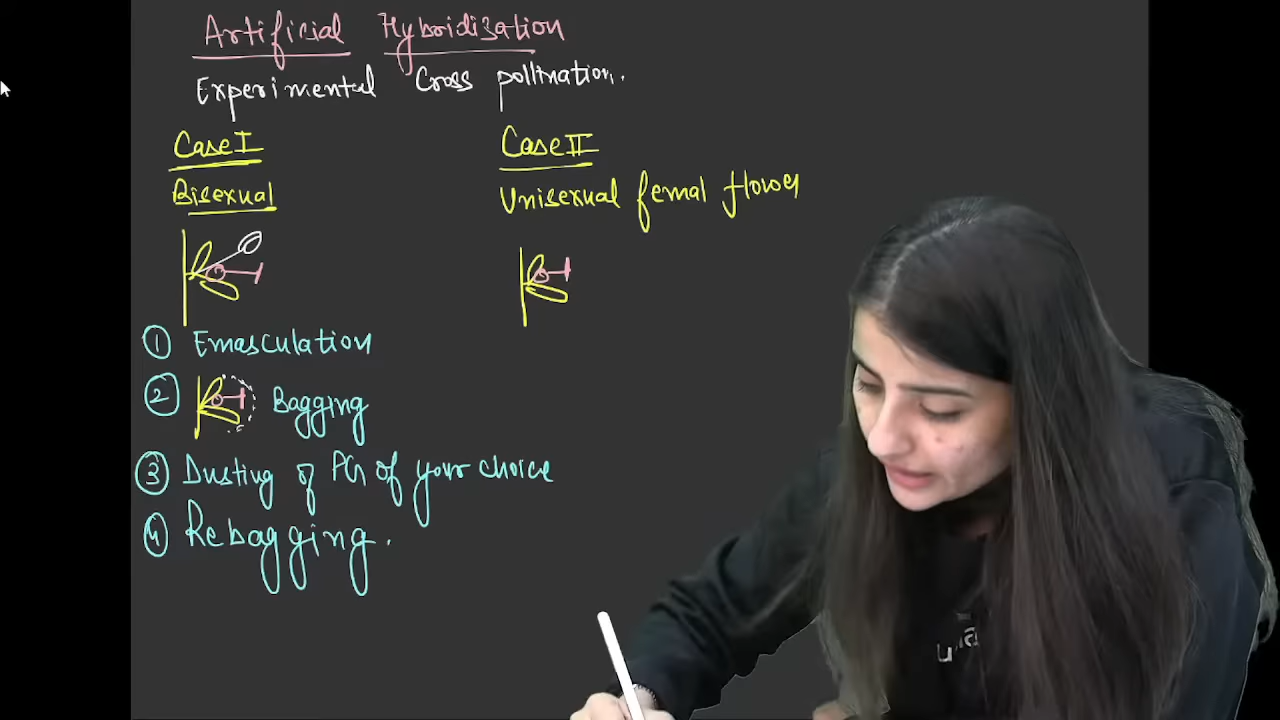 Artificial Hybridisation
Experimental Cross pollination.
Case I
Bisexual
① Emasculation
② Bagging
③ Dusting of PG of your choice
④ Rebagging.
Case II
Unisexual femal flower